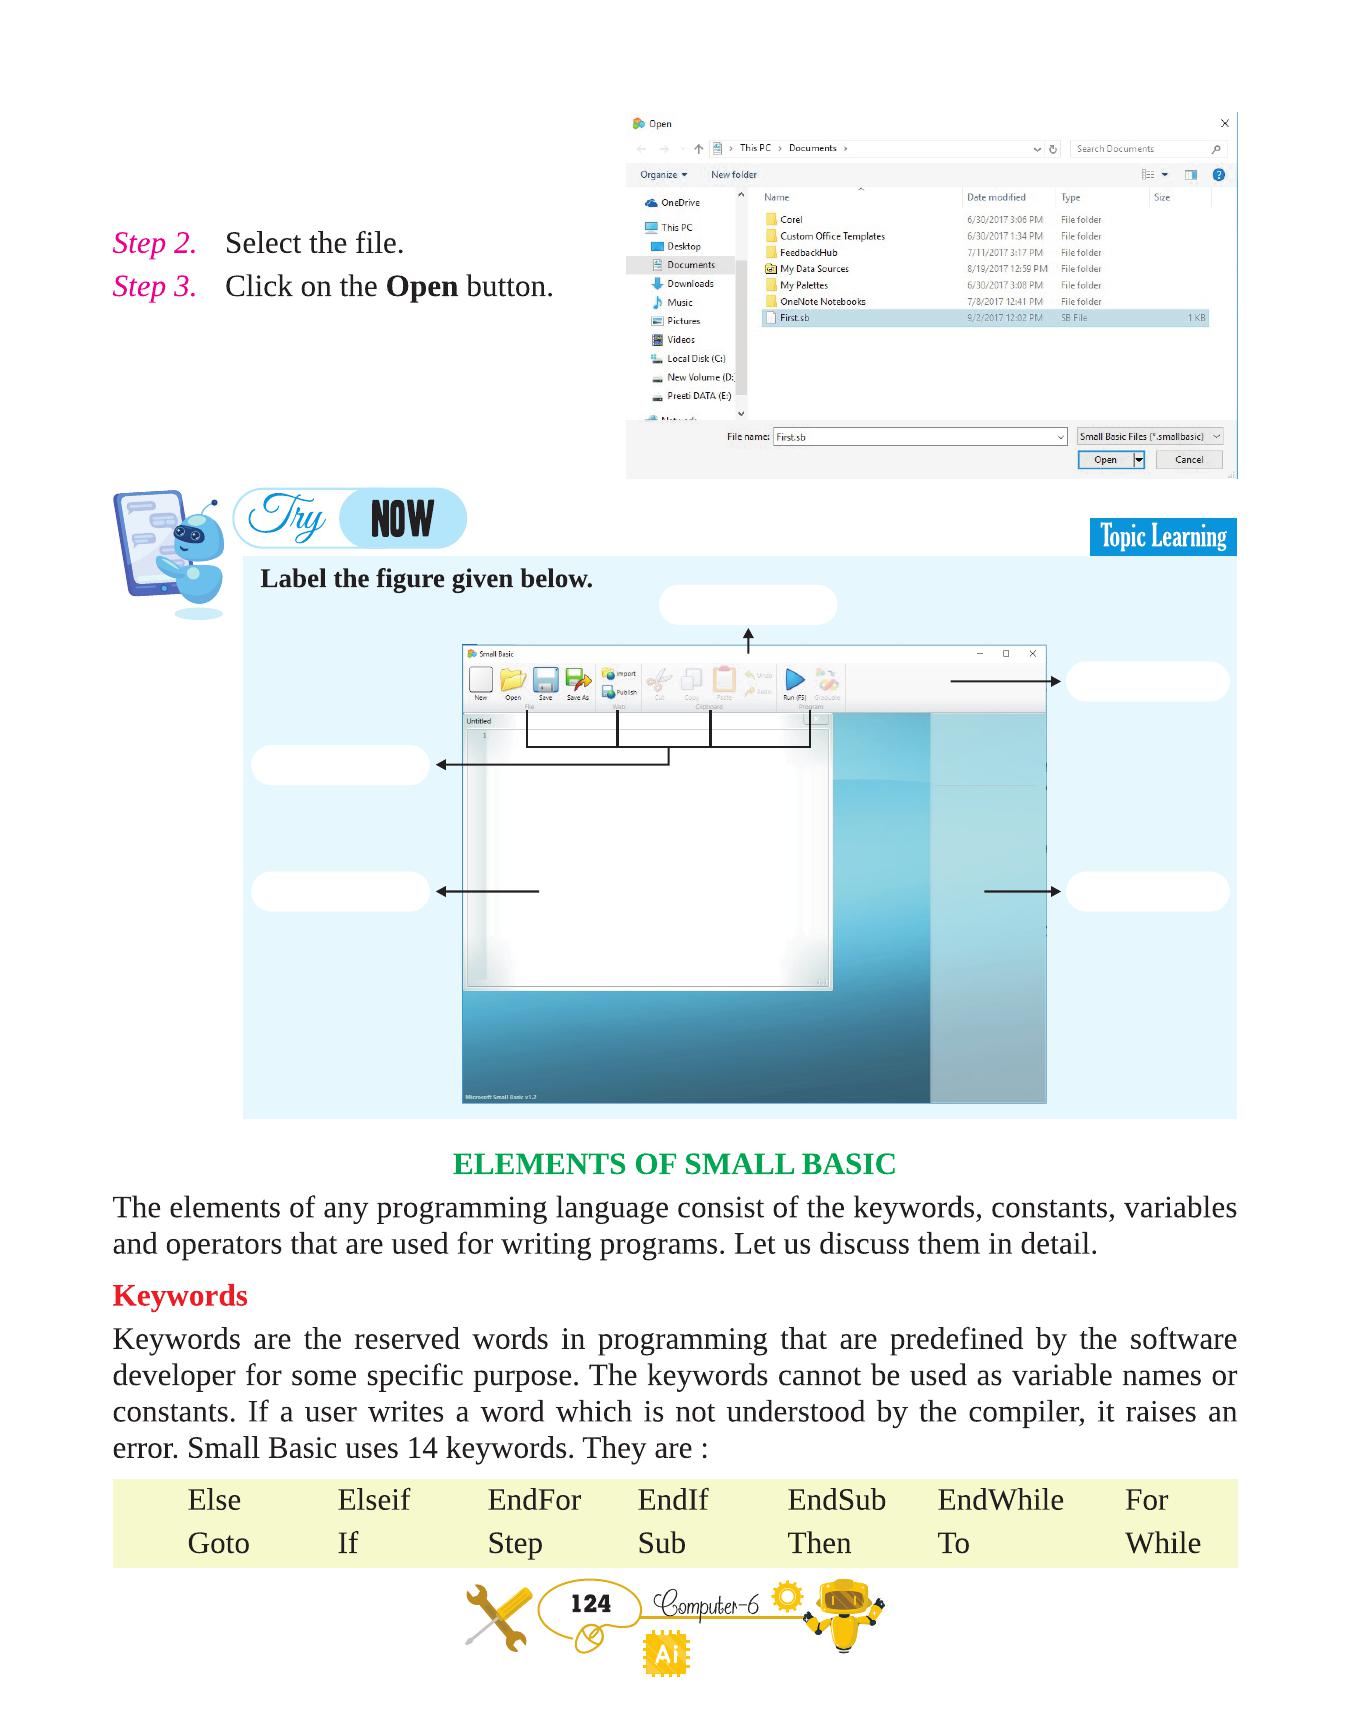 Open
This PC > Documents >
Search Documents
Organize
New folder
Name Date modified Type Size
OneDrive
This PC
Desktop
Documents
Downloads
Music
Pictures
Videos
Local Disk (C:)
New Volume (D:
Preeti DATA (E:)
Corel 6/30/2017 3:06 PM File folder
Custom Office Templates 6/30/2017 1:34 PM File folder
FeedbackHub 7/11/2017 3:17 PM File folder
My Data Sources 8/19/2017 12:59 PM File folder
My Palettes 6/30/2017 3:08 PM File folder
OneNote Notebooks 7/8/2017 12:41 PM File folder
First.sb 9/2/2017 12:02 PM SB File 1 KB
File name: First.sb Small Basic Files (*.smallbasic)
Open Cancel
Step 2. Select the file.
Step 3. Click on the Open button.
Try NOW
Topic Learning
Label the figure given below.
Small Basic
New Open Save Save As Import Publish Cut Copy Paste Undo Redo Run (F5) Graduate
File Web Clipboard Program
Untitled
1
Microsoft Small Basic v1.2
ELEMENTS OF SMALL BASIC
The elements of any programming language consist of the keywords, constants, variables
and operators that are used for writing programs. Let us discuss them in detail.
Keywords
Keywords are the reserved words in programming that are predefined by the software
developer for some specific purpose. The keywords cannot be used as variable names or
constants. If a user writes a word which is not understood by the compiler, it raises an
error. Small Basic uses 14 keywords. They are :
Else Elseif EndFor EndIf EndSub EndWhile For
Goto If Step Sub Then To While
124 Computer-6
Ai